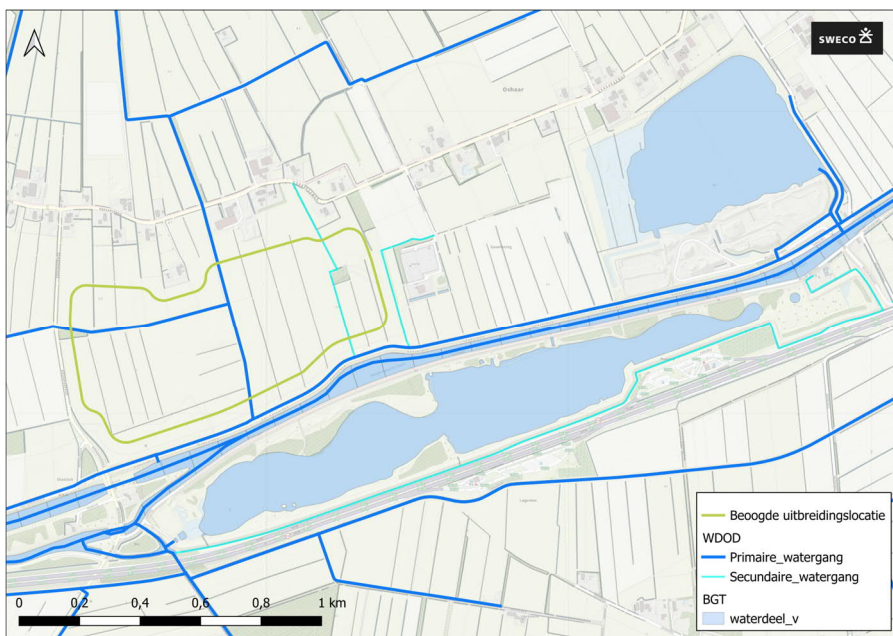 SWECO
Oshaar
Beoogde uitbreidingslocatie
WDOD
Primaire_watergang
Secundaire_watergang
BGT
waterdeel_v
0 0,2 0,4 0,6 0,8 1 km